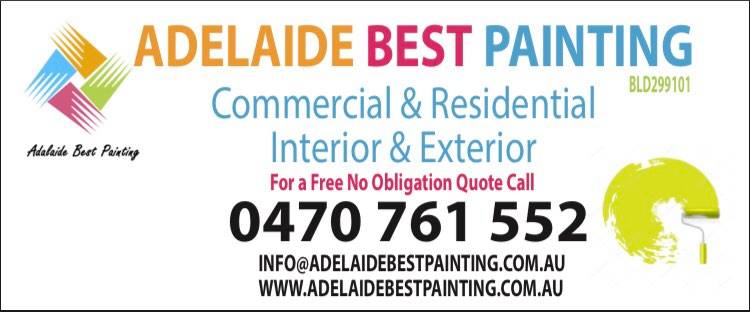 ADELAIDE BEST PAINTING
BLD299101
Commercial & Residential
Interior & Exterior
Adalaide Best Painting
For a Free No Obligation Quote Call
0470 761 552
INFO@ADELAIDEBESTPAINTING.COM.AU
WWW.ADELAIDEBESTPAINTING.COM.AU